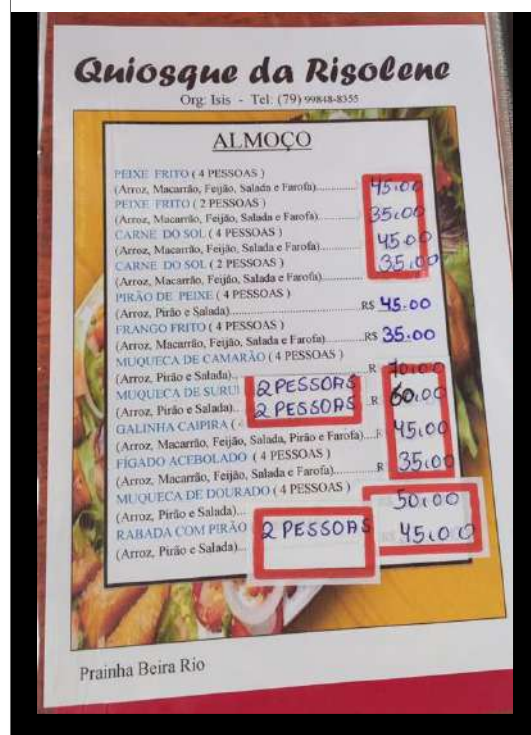 Quiosque da Risolene
Org: Isis - Tel: (79) 99848-8355
ALMOÇO
PEIXE FRITO ( 4 PESSOAS )
(Arroz, Macarrão, Feijão, Salada e Farofa)............ 45.00
PEIXE FRITO ( 2 PESSOAS )
(Arroz, Macarrão, Feijão, Salada e Farofa)............ 35.00
CARNE DO SOL ( 4 PESSOAS )
(Arroz, Macarrão, Feijão, Salada e Farofa)............ 45.00
CARNE DO SOL ( 2 PESSOAS )
(Arroz, Macarrão, Feijão, Salada e Farofa)............ 35.00
PIRÃO DE PEIXE ( 4 PESSOAS )
(Arroz, Pirão e Salada)............ R$ 45.00
FRANGO FRITO ( 4 PESSOAS )
(Arroz, Macarrão, Feijão, Salada e Farofa)............ R$ 35.00
MUQUECA DE CAMARÃO ( 4 PESSOAS )
(Arroz, Pirão e Salada)............ R 70.00
MUQUECA DE SURUI 2 PESSOAS
(Arroz, Pirão e Salada).. 2 PESSOAS R 60.00
GALINHA CAIPIRA ( 4
(Arroz, Macarrão, Feijão, Salada, Pirão e Farofa)....R 45.00
FÍGADO ACEBOLADO ( 4 PESSOAS )
(Arroz, Macarrão, Feijão, Salada e Farofa)............ R 35.00
MUQUECA DE DOURADO ( 4 PESSOAS )
(Arroz, Pirão e Salada)... 50.00
RABADA COM PIRÃO 2 PESSOAS
(Arroz, Pirão e Salada)... 45.00
Prainha Beira Rio